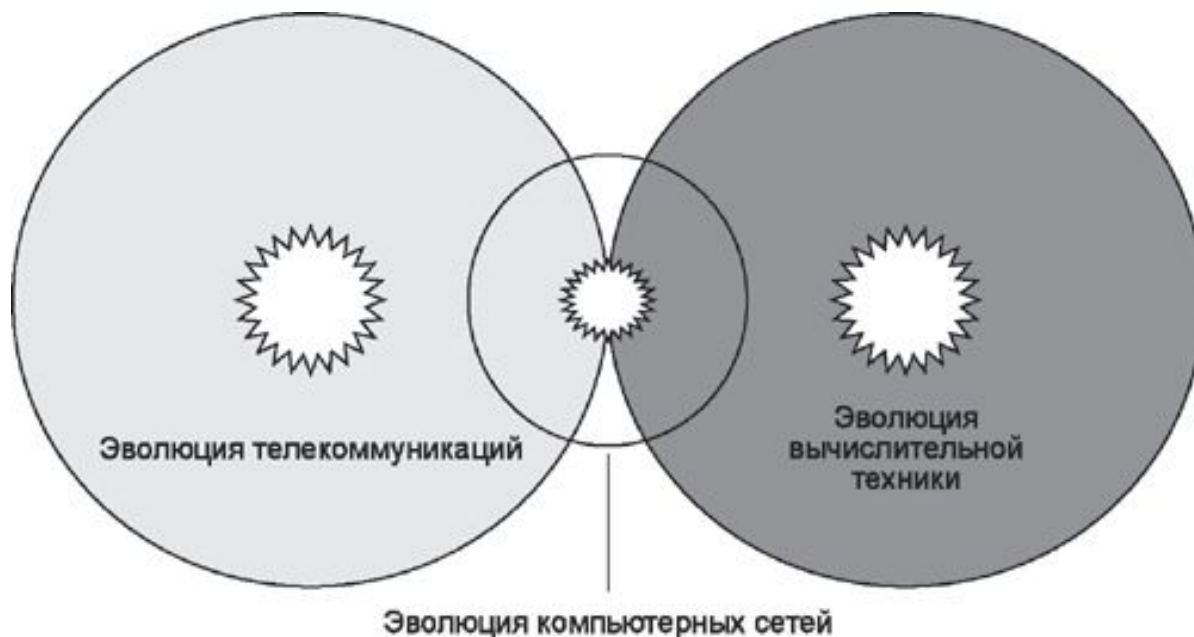 Эволюция телекоммуникаций
Эволюция
вычислительной
техники
Эволюция компьютерных сетей